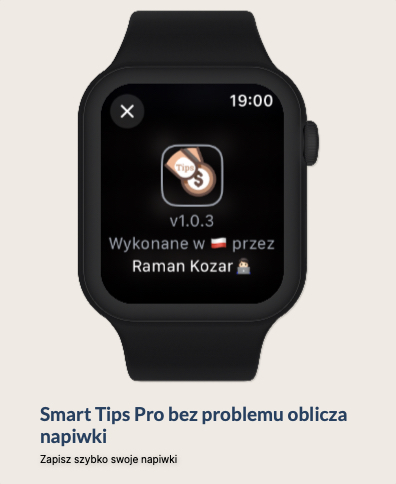 19:00
Tips
v1.0.3
Wykonane w 🇵🇱 przez
Raman Kozar 🧑🏻‍💻
Smart Tips Pro bez problemu oblicza
napiwki
Zapisz szybko swoje napiwki